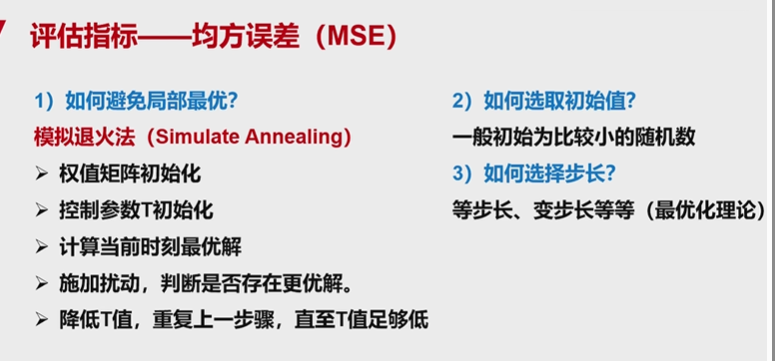 评估指标——均方误差（MSE）
1）如何避免局部最优？
模拟退火法（Simulate Annealing）
➢ 权值矩阵初始化
➢ 控制参数T初始化
➢ 计算当前时刻最优解
➢ 施加扰动，判断是否存在更优解。
➢ 降低T值，重复上一步骤，直至T值足够低
2）如何选取初始值？
一般初始为比较小的随机数
3）如何选择步长？
等步长、变步长等等（最优化理论）